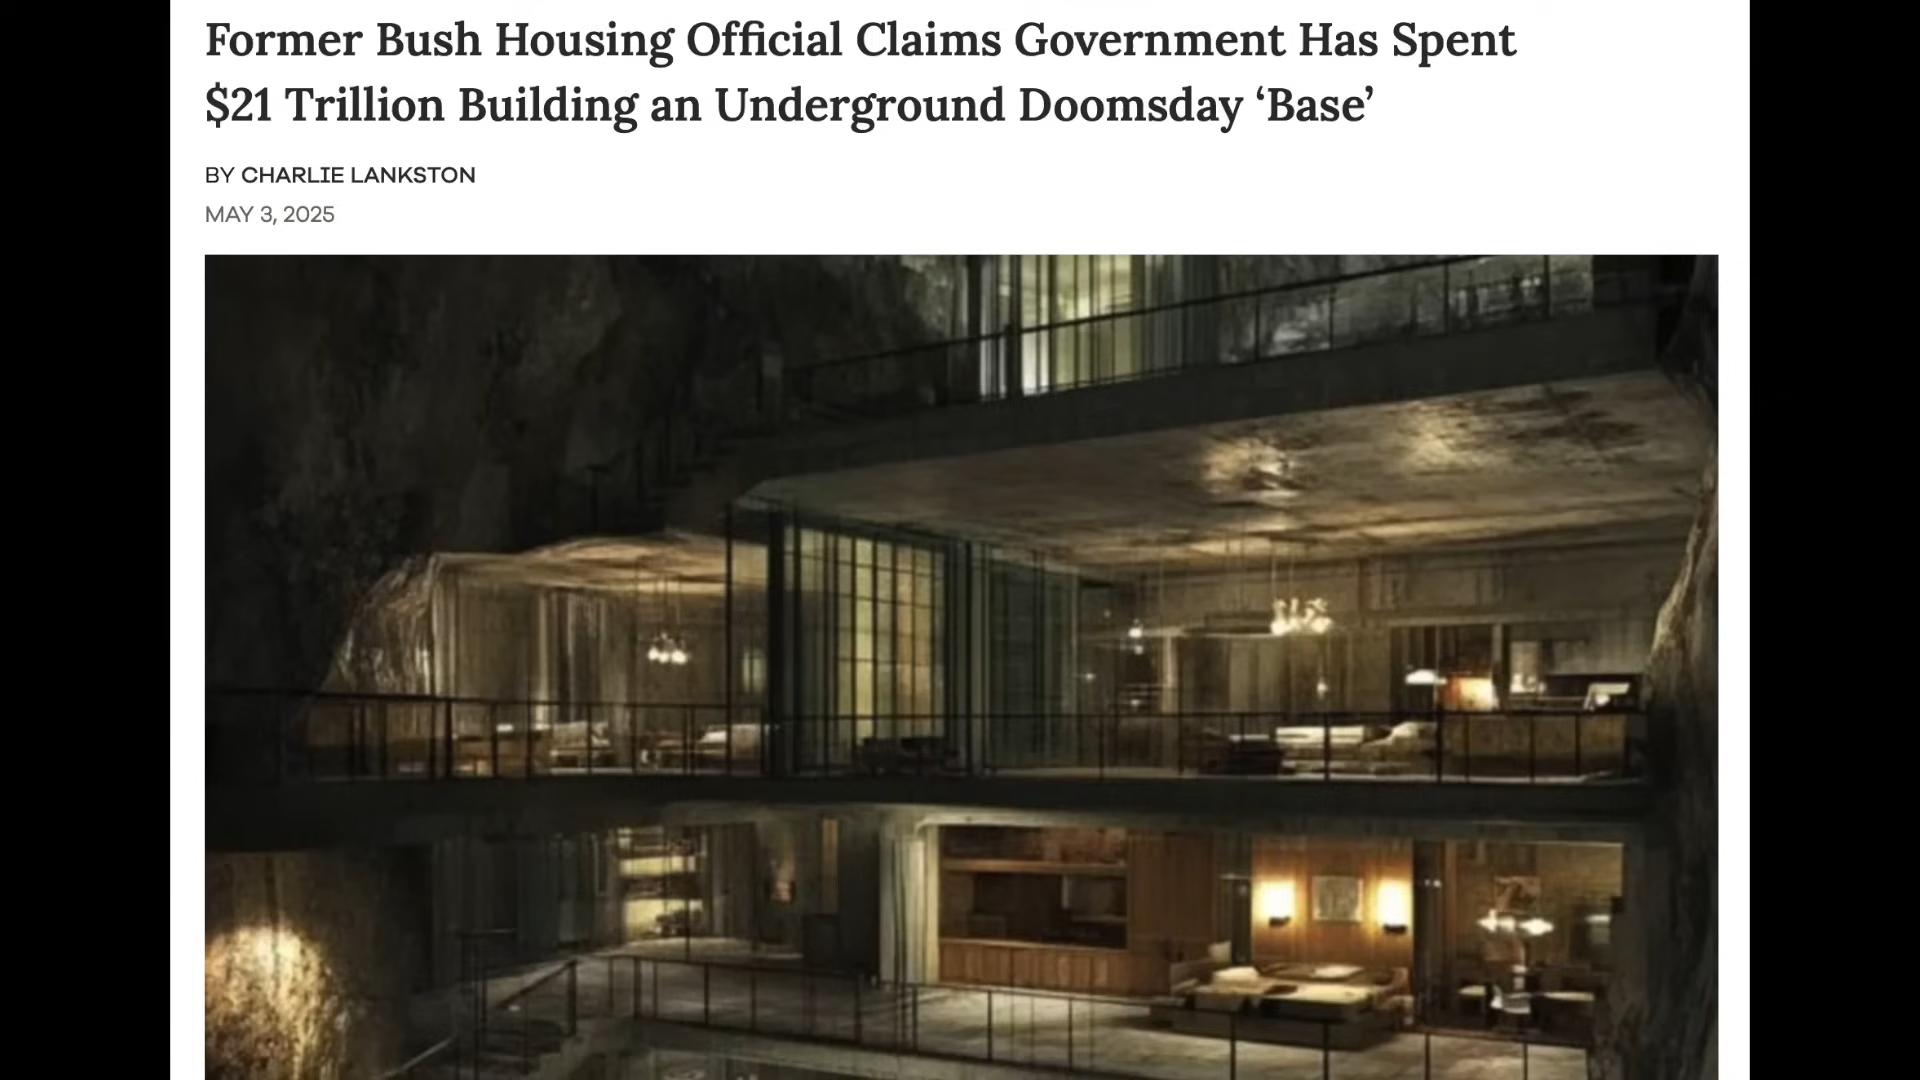 Former Bush Housing Official Claims Government Has Spent
$21 Trillion Building an Underground Doomsday ‘Base’
BY CHARLIE LANKSTON
MAY 3, 2025